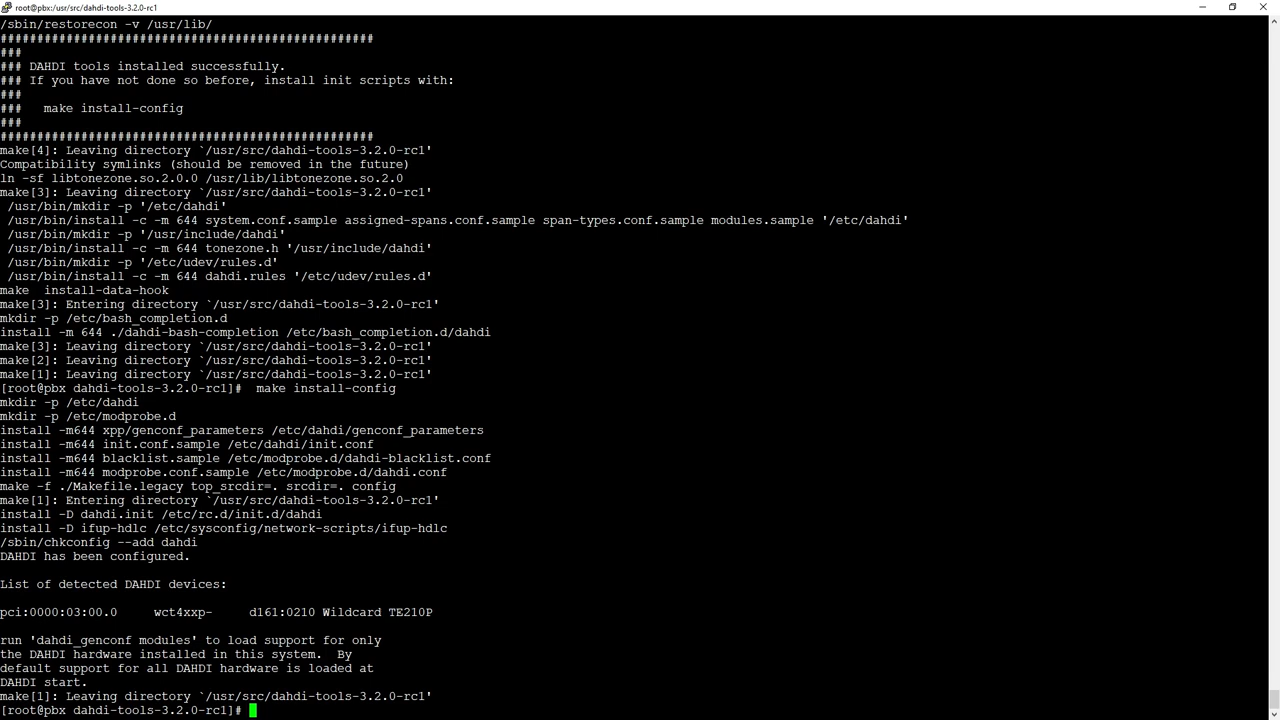 root@pbx:/usr/src/dahdi-tools-3.2.0-rc1
/sbin/restorecon -v /usr/lib/
###################################################
###
### DAHDI tools installed successfully.
### If you have not done so before, install init scripts with:
###
###   make install-config
###
###################################################
make[4]: Leaving directory `/usr/src/dahdi-tools-3.2.0-rc1'
Compatibility symlinks (should be removed in the future)
ln -sf libtonezone.so.2.0.0 /usr/lib/libtonezone.so.2.0
make[3]: Leaving directory `/usr/src/dahdi-tools-3.2.0-rc1'
 /usr/bin/mkdir -p '/etc/dahdi'
 /usr/bin/install -c -m 644 system.conf.sample assigned-spans.conf.sample span-types.conf.sample modules.sample '/etc/dahdi'
 /usr/bin/mkdir -p '/usr/include/dahdi'
 /usr/bin/install -c -m 644 tonezone.h '/usr/include/dahdi'
 /usr/bin/mkdir -p '/etc/udev/rules.d'
 /usr/bin/install -c -m 644 dahdi.rules '/etc/udev/rules.d'
make  install-data-hook
make[3]: Entering directory `/usr/src/dahdi-tools-3.2.0-rc1'
mkdir -p /etc/bash_completion.d
install -m 644 ./dahdi-bash-completion /etc/bash_completion.d/dahdi
make[3]: Leaving directory `/usr/src/dahdi-tools-3.2.0-rc1'
make[2]: Leaving directory `/usr/src/dahdi-tools-3.2.0-rc1'
make[1]: Leaving directory `/usr/src/dahdi-tools-3.2.0-rc1'
[root@pbx dahdi-tools-3.2.0-rc1]#  make install-config
mkdir -p /etc/dahdi
mkdir -p /etc/modprobe.d
install -m644 xpp/genconf_parameters /etc/dahdi/genconf_parameters
install -m644 init.conf.sample /etc/dahdi/init.conf
install -m644 blacklist.sample /etc/modprobe.d/dahdi-blacklist.conf
install -m644 modprobe.conf.sample /etc/modprobe.d/dahdi.conf
make -f ./Makefile.legacy top_srcdir=. srcdir=. config
make[1]: Entering directory `/usr/src/dahdi-tools-3.2.0-rc1'
install -D dahdi.init /etc/rc.d/init.d/dahdi
install -D ifup-hdlc /etc/sysconfig/network-scripts/ifup-hdlc
/sbin/chkconfig --add dahdi
DAHDI has been configured.
List of detected DAHDI devices:
pci:0000:03:00.0     wct4xxp-     d161:0210 Wildcard TE210P
run 'dahdi_genconf modules' to load support for only
the DAHDI hardware installed in this system.  By
default support for all DAHDI hardware is loaded at
DAHDI start.
make[1]: Leaving directory `/usr/src/dahdi-tools-3.2.0-rc1'
[root@pbx dahdi-tools-3.2.0-rc1]#